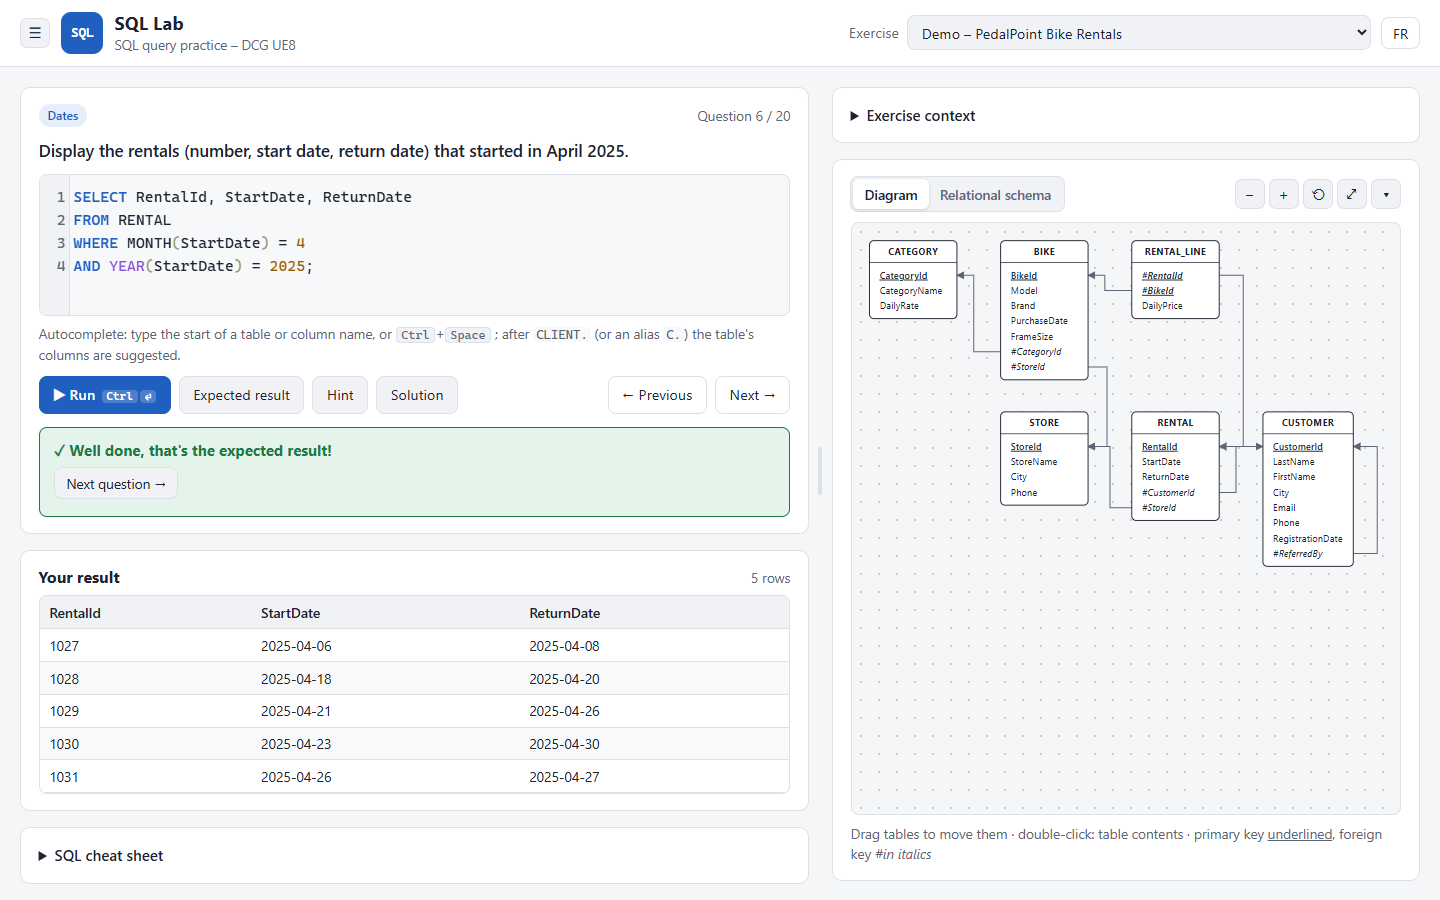 ☰ SQL SQL Lab
SQL query practice – DCG UE8
Exercise Demo – PedalPoint Bike Rentals FR
Dates Question 6 / 20
Display the rentals (number, start date, return date) that started in April 2025.
1 SELECT RentalId, StartDate, ReturnDate
2 FROM RENTAL
3 WHERE MONTH(StartDate) = 4
4 AND YEAR(StartDate) = 2025;
Autocomplete: type the start of a table or column name, or Ctrl+Space ; after CLIENT. (or an alias C.) the table's
columns are suggested.
▶ Run Ctrl ⏎ Expected result Hint Solution ← Previous Next →
✓ Well done, that's the expected result!
Next question →
Your result 5 rows
RentalId StartDate ReturnDate
1027 2025-04-06 2025-04-08
1028 2025-04-18 2025-04-20
1029 2025-04-21 2025-04-26
1030 2025-04-23 2025-04-30
1031 2025-04-26 2025-04-27
▶ SQL cheat sheet
▶ Exercise context
Diagram Relational schema − + ⟲ ⤢ ▾
CATEGORY
CategoryId
CategoryName
DailyRate
BIKE
BikeId
Model
Brand
PurchaseDate
FrameSize
#CategoryId
#StoreId
RENTAL_LINE
#RentalId
#BikeId
DailyPrice
STORE
StoreId
StoreName
City
Phone
RENTAL
RentalId
StartDate
ReturnDate
#CustomerId
#StoreId
CUSTOMER
CustomerId
LastName
FirstName
City
Email
Phone
RegistrationDate
#ReferredBy
Drag tables to move them · double-click: table contents · primary key underlined, foreign
key #in italics